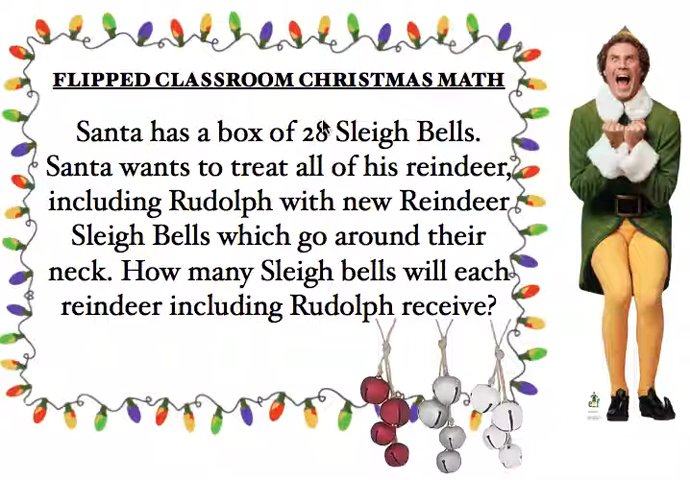 FLIPPED CLASSROOM CHRISTMAS MATH
Santa has a box of 28 Sleigh Bells.
Santa wants to treat all of his reindeer,
including Rudolph with new Reindeer
Sleigh Bells which go around their
neck. How many Sleigh bells will each
reindeer including Rudolph receive?